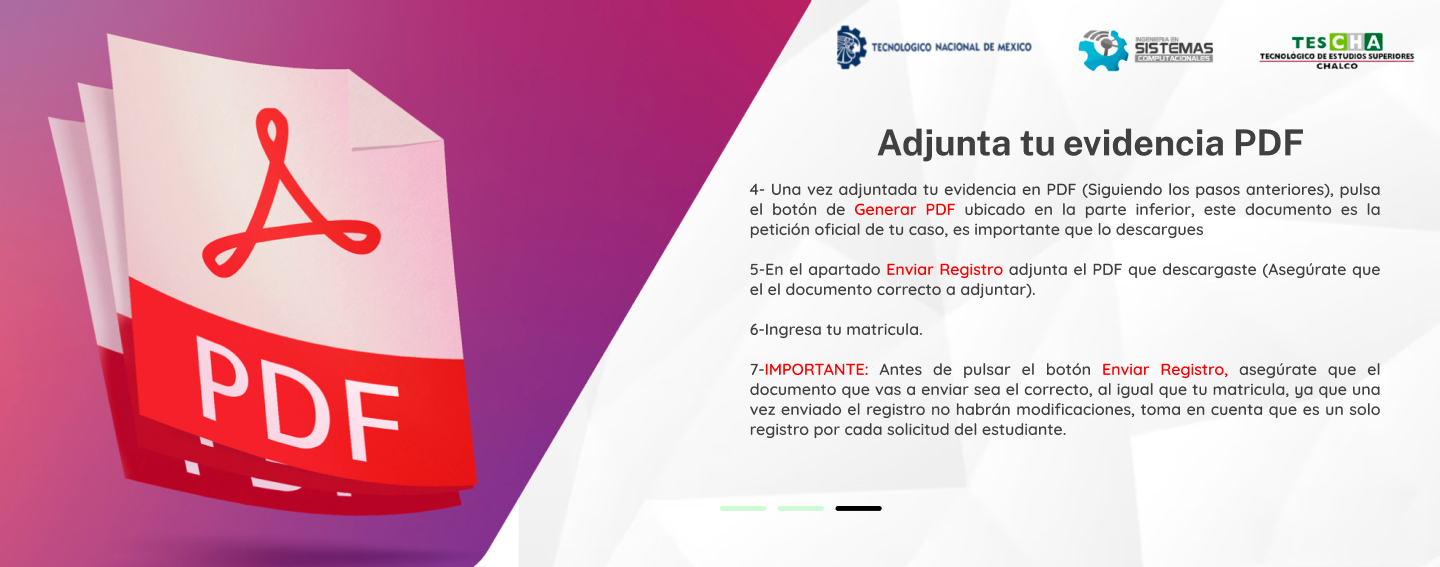 TECNOLÓGICO NACIONAL DE MÉXICO
INGENIERIA EN
SISTEMAS
COMPUTACIONALES
TESCHA
TECNOLÓGICO DE ESTUDIOS SUPERIORES
CHALCO
PDF
Adjunta tu evidencia PDF
4- Una vez adjuntada tu evidencia en PDF (Siguiendo los pasos anteriores), pulsa
el botón de Generar PDF ubicado en la parte inferior, este documento es la
petición oficial de tu caso, es importante que lo descargues
5-En el apartado Enviar Registro adjunta el PDF que descargaste (Asegúrate que
el el documento correcto a adjuntar).
6-Ingresa tu matricula.
7-IMPORTANTE: Antes de pulsar el botón Enviar Registro, asegúrate que el
documento que vas a enviar sea el correcto, al igual que tu matricula, ya que una
vez enviado el registro no habrán modificaciones, toma en cuenta que es un solo
registro por cada solicitud del estudiante.